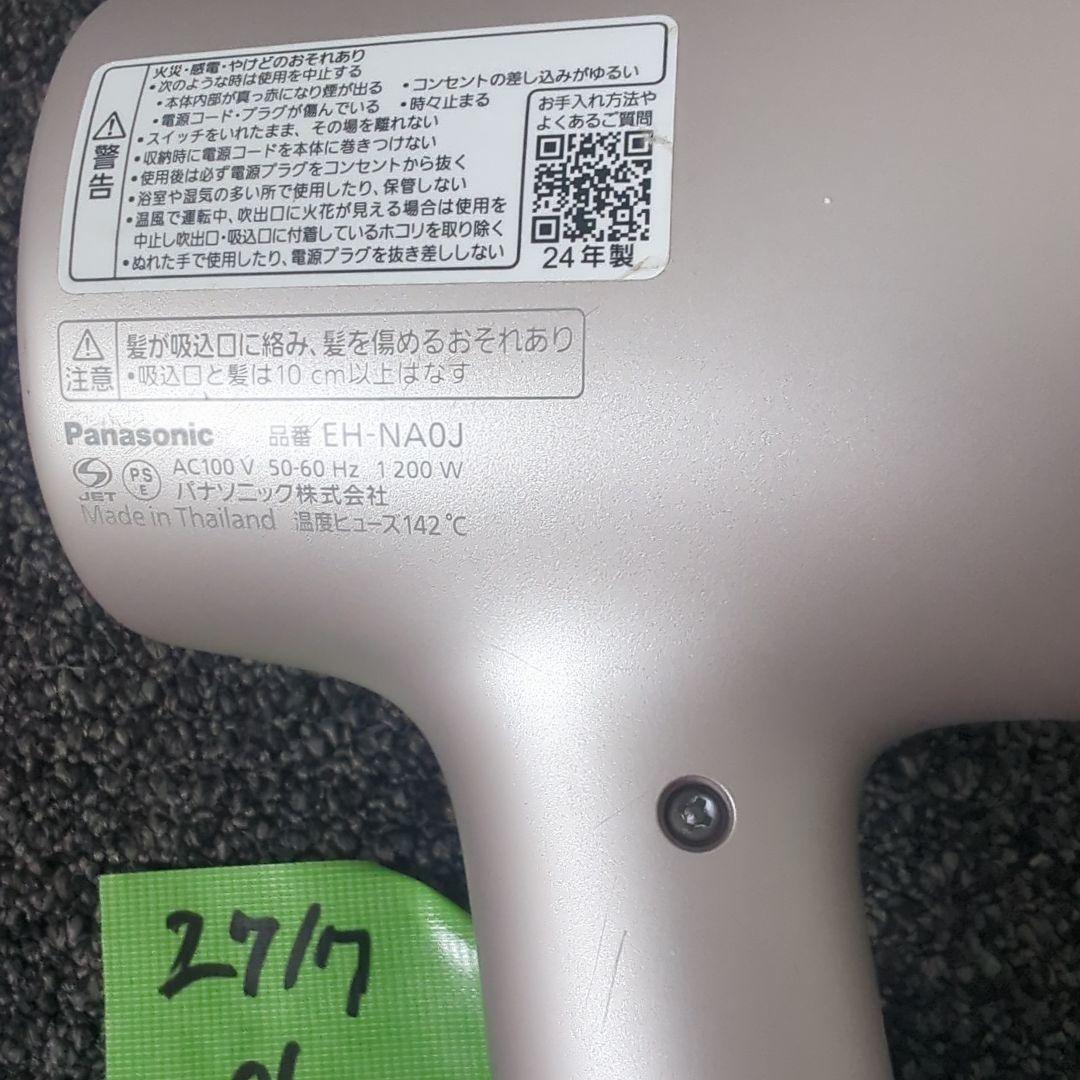 警告
火災・感電・やけどのおそれあり
・次のような時は使用を中止する
・本体内部が真っ赤になり煙が出る ・コンセントの差し込みがゆるい
・電源コード・プラグが傷んでいる ・時々止まる
・スイッチをいれたまま、その場を離れない
・収納時に電源コードを本体に巻きつけない
・使用後は必ず電源プラグをコンセントから抜く
・浴室や湿気の多い所で使用したり、保管しない
・温風で運転中、吹出口に火花が見える場合は使用を
中止し吹出口・吸込口に付着しているホコリを取り除く
・ぬれた手で使用したり、電源プラグを抜き差ししない
お手入れ方法や
よくあるご質問
24年製
注意
髪が吸込口に絡み、髪を傷めるおそれあり
・吸込口と髪は10 cm以上はなす
Panasonic 品番 EH-NA0J
JET PSE AC100 V 50-60 Hz 1 200 W
パナソニック株式会社
Made in Thailand 温度ヒューズ142℃
27/7